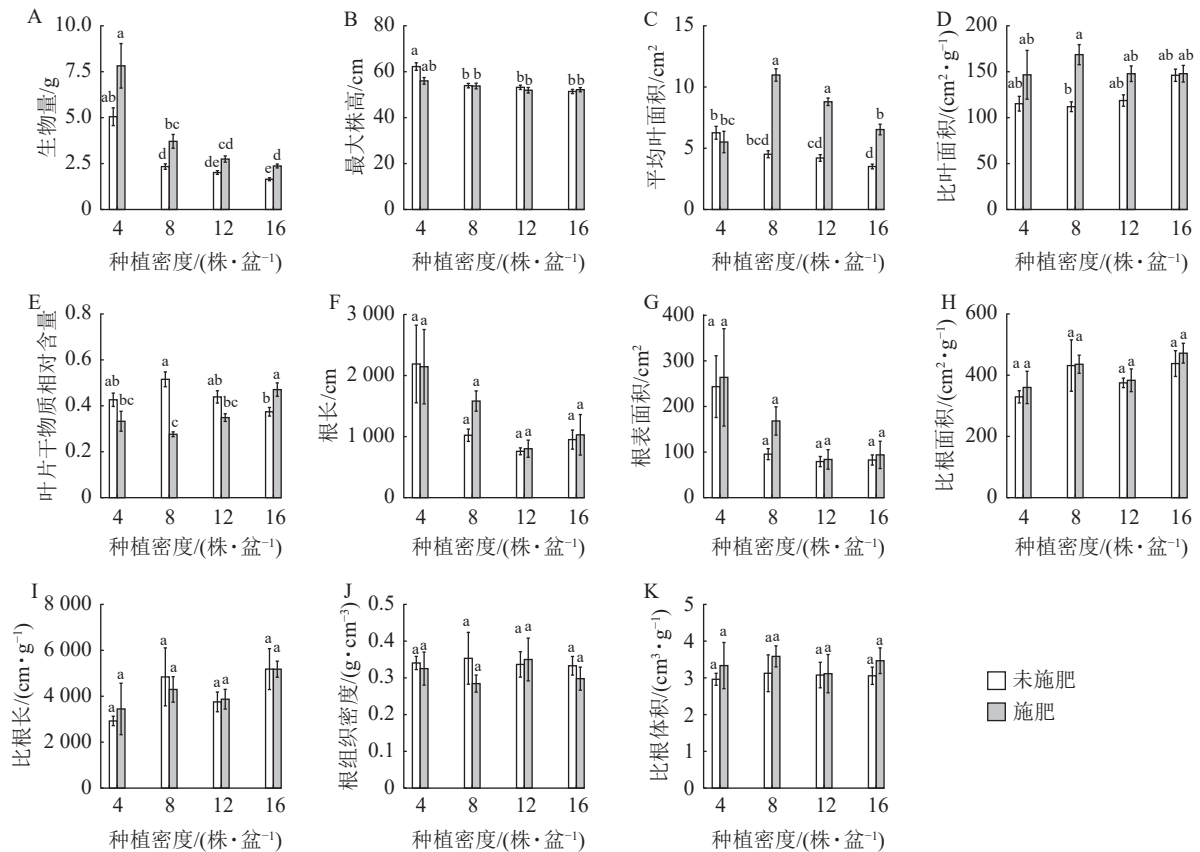 A
生物量/g
10.0
7.5
5.0
2.5
0
ab a
d bc
de cd
e d
4 8 12 16
种植密度/(株·盆⁻¹)
B
最大株高/cm
80
60
40
20
0
a ab
b b
b b
b b
4 8 12 16
种植密度/(株·盆⁻¹)
C
平均叶面积/cm²
15
10
5
0
b bc
bcd a
cd a
d b
4 8 12 16
种植密度/(株·盆⁻¹)
D
比叶面积/(cm²·g⁻¹)
200
150
100
50
0
ab ab
b a
ab ab
ab ab
4 8 12 16
种植密度/(株·盆⁻¹)
E
叶片干物质相对含量
0.8
0.6
0.4
0.2
0
ab bc
a c
ab bc
b a
4 8 12 16
种植密度/(株·盆⁻¹)
F
根长/cm
3 000
2 000
1 000
0
a a
a a
a a
a a
4 8 12 16
种植密度/(株·盆⁻¹)
G
根表面积/cm²
400
300
200
100
0
a a
a a
a a
a a
4 8 12 16
种植密度/(株·盆⁻¹)
H
比根面积/(cm²·g⁻¹)
600
400
200
0
a a
a a
a a
a a
4 8 12 16
种植密度/(株·盆⁻¹)
I
比根长/(cm·g⁻¹)
8 000
6 000
4 000
2 000
0
a a
a a
a a
a a
4 8 12 16
种植密度/(株·盆⁻¹)
J
根组织密度/(g·cm⁻³)
0.5
0.4
0.3
0.2
0.1
0
a a
a a
a a
a a
4 8 12 16
种植密度/(株·盆⁻¹)
K
比根体积/(cm³·g⁻¹)
6
5
4
3
2
1
0
a a
a a
a a
a a
4 8 12 16
种植密度/(株·盆⁻¹)
未施肥
施肥